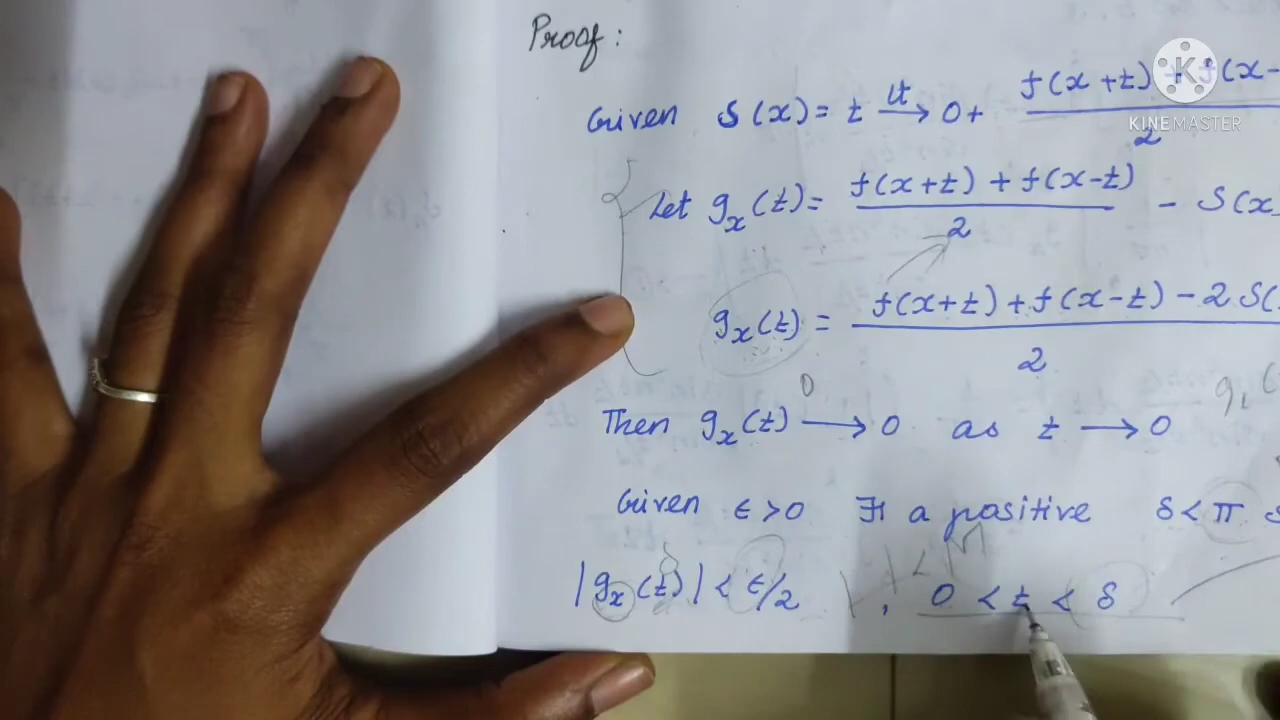 Proof :
Given S(x) = t lt→ 0+ f(x+t) + f(x-
2
Let gx(t) = f(x+t) + f(x-t) - S(x
2
gx(t) = f(x+t) + f(x-t) - 2S(
2
Then gx(t) → 0 as t → 0
Given ϵ>0 ∃ a positive δ < π
|gx(t)| < ϵ/2 , 0 < t < δ
K
KINEMASTER